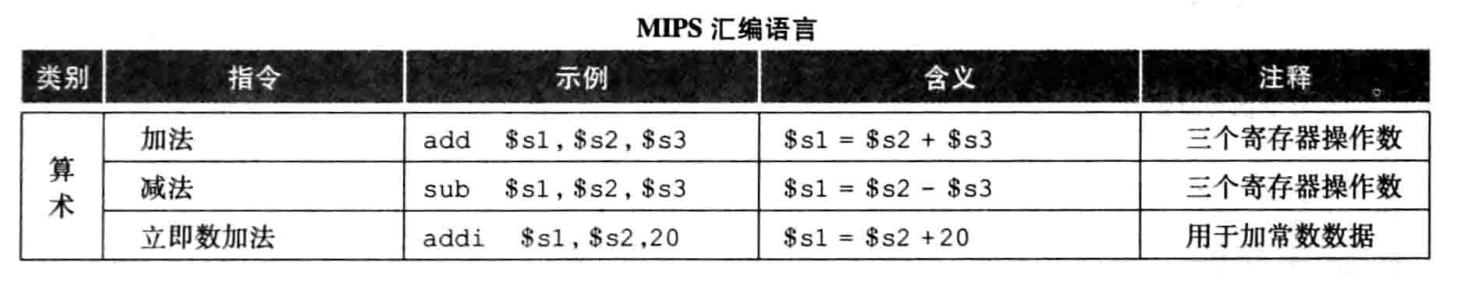 MIPS 汇编语言
类别 指令 示例 含义 注释
算术 加法 add $s1,$s2,$s3 $s1 = $s2 + $s3 三个寄存器操作数
减法 sub $s1,$s2,$s3 $s1 = $s2 - $s3 三个寄存器操作数
立即数加法 addi $s1,$s2,20 $s1 = $s2 +20 用于加常数数据